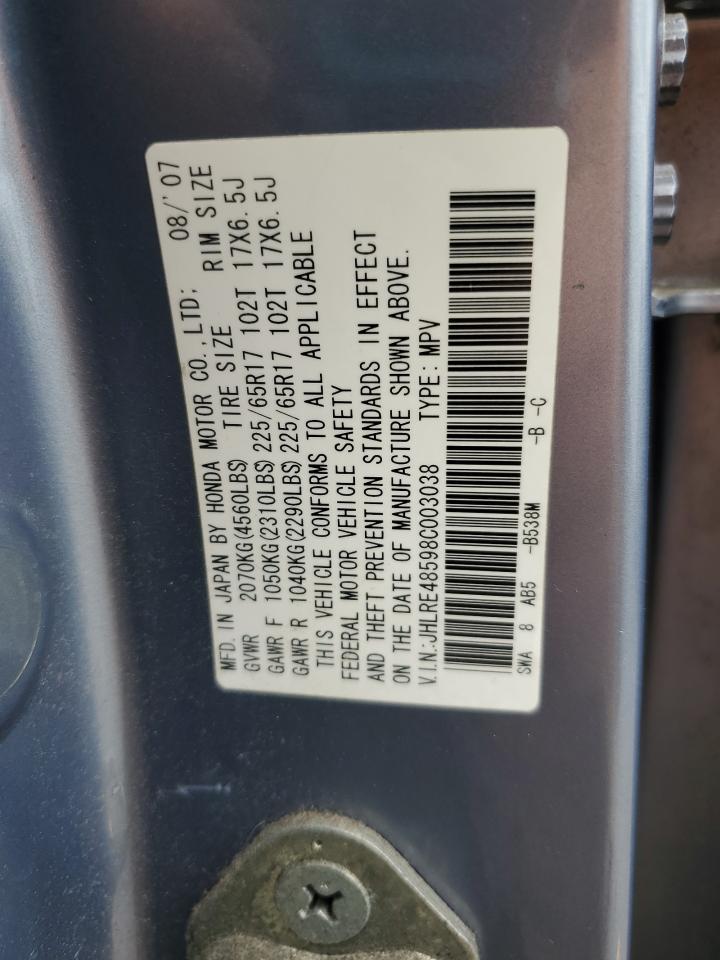 MFD. IN JAPAN BY HONDA MOTOR CO.,LTD; 08/'07
GVWR 2070KG(4560LBS) TIRE SIZE RIM SIZE
GAWR F 1050KG(2310LBS) 225/65R17 102T 17X6.5J
GAWR R 1040KG(2290LBS) 225/65R17 102T 17X6.5J
THIS VEHICLE CONFORMS TO ALL APPLICABLE
FEDERAL MOTOR VEHICLE SAFETY
AND THEFT PREVENTION STANDARDS IN EFFECT
ON THE DATE OF MANUFACTURE SHOWN ABOVE.
V.I.N.:JHLRE48598C003038 TYPE:MPV
SWA 8 AB5 -B538M -B -C